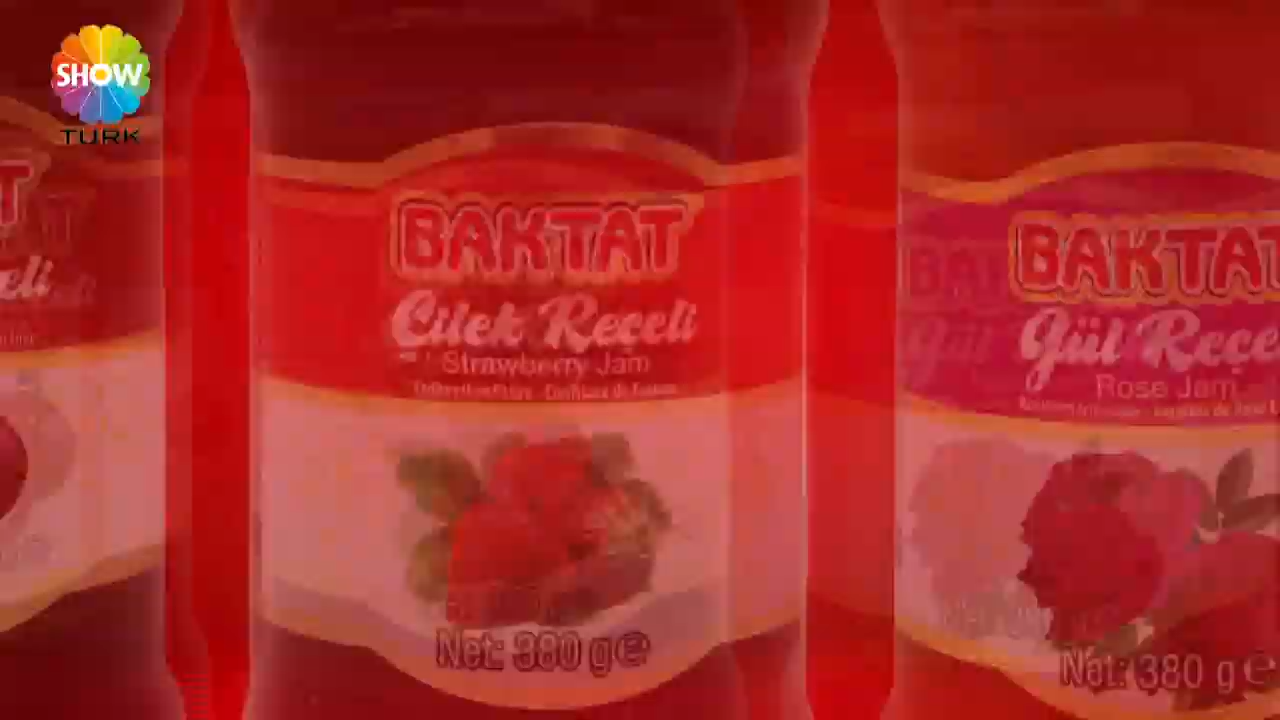 SHOW
TURK
BAKTAT
Çilek Reçeli
Strawberry Jam
Net: 380 g e
BAKTAT
Gül Reçe
Rose Jam
Net: 380 g e